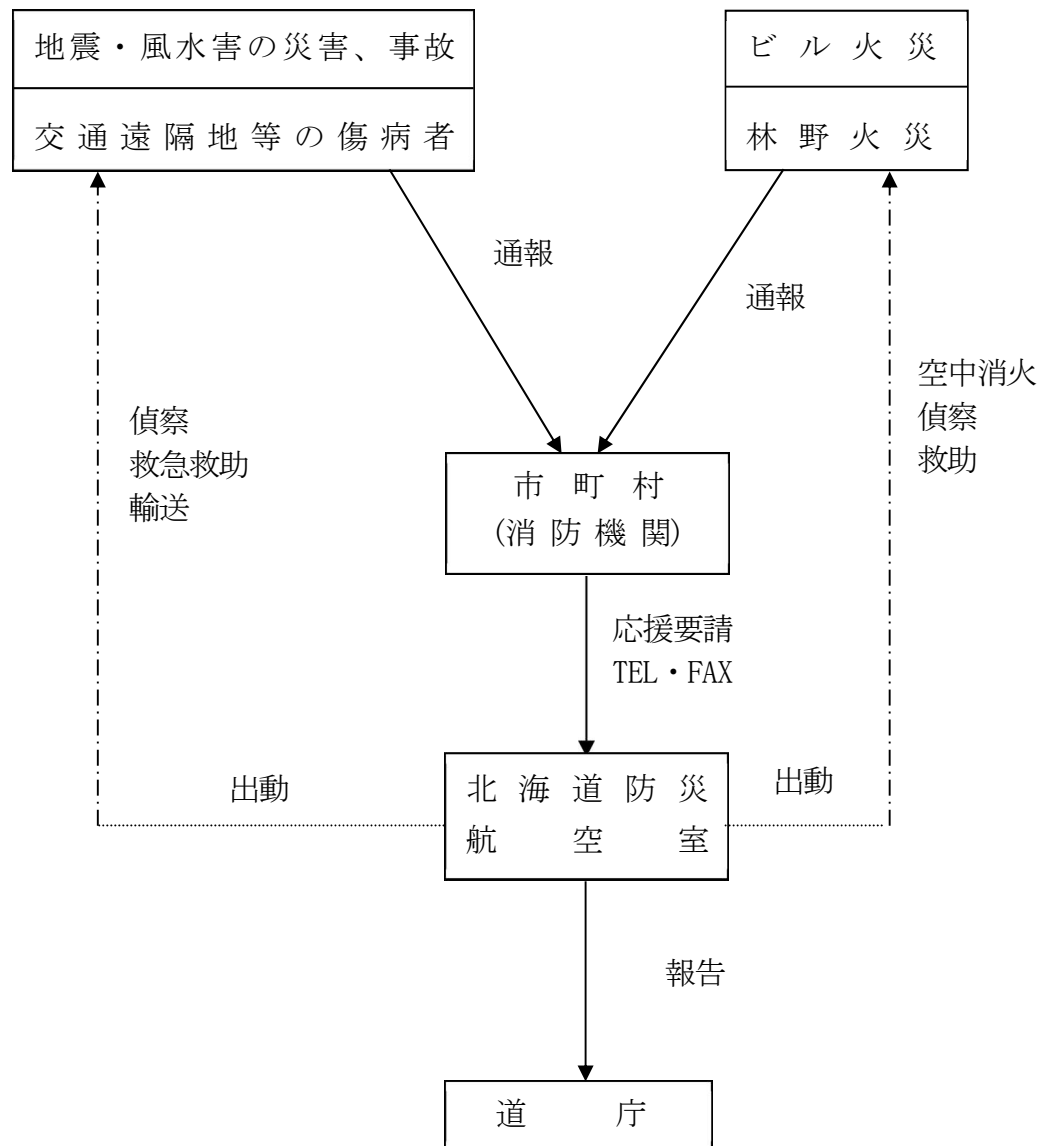 地震・風水害の災害、事故
交通遠隔地等の傷病者
ビル火災
林野火災
通報
通報
空中消火
偵察
救助
偵察
救急救助
輸送
市町村
(消防機関)
応援要請
TEL・FAX
出動
北海道防災
航空室
出動
報告
道庁